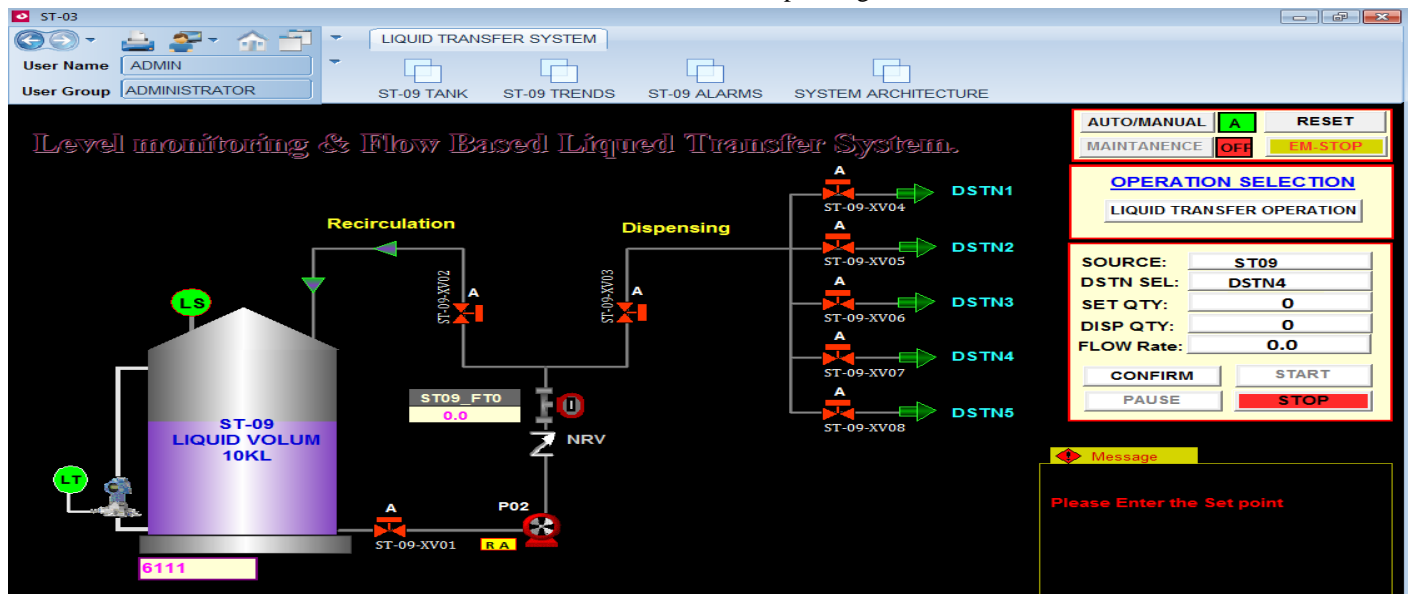 ST-03
LIQUID TRANSFER SYSTEM
User Name ADMIN
User Group ADMINISTRATOR
ST-09 TANK ST-09 TRENDS ST-09 ALARMS SYSTEM ARCHITECTURE
Level monitoring & Flow Based Liqued Transfer System.
AUTO/MANUAL A RESET
MAINTANENCE OFF EM-STOP
OPERATION SELECTION
LIQUID TRANSFER OPERATION
SOURCE: ST09
DSTN SEL: DSTN4
SET QTY: 0
DISP QTY: 0
FLOW Rate: 0.0
CONFIRM START
PAUSE STOP
Message
Please Enter the Set point
Recirculation
Dispensing
A
ST-09-XV04
DSTN1
A
ST-09-XV05
DSTN2
A
ST-09-XV06
DSTN3
A
ST-09-XV07
DSTN4
A
ST-09-XV08
DSTN5
ST-09-XV02
A
ST-09-XV03
A
LS
ST09_FT0
0.0
NRV
ST-09
LIQUID VOLUM
10KL
LT
A
ST-09-XV01
P02
R A
6111